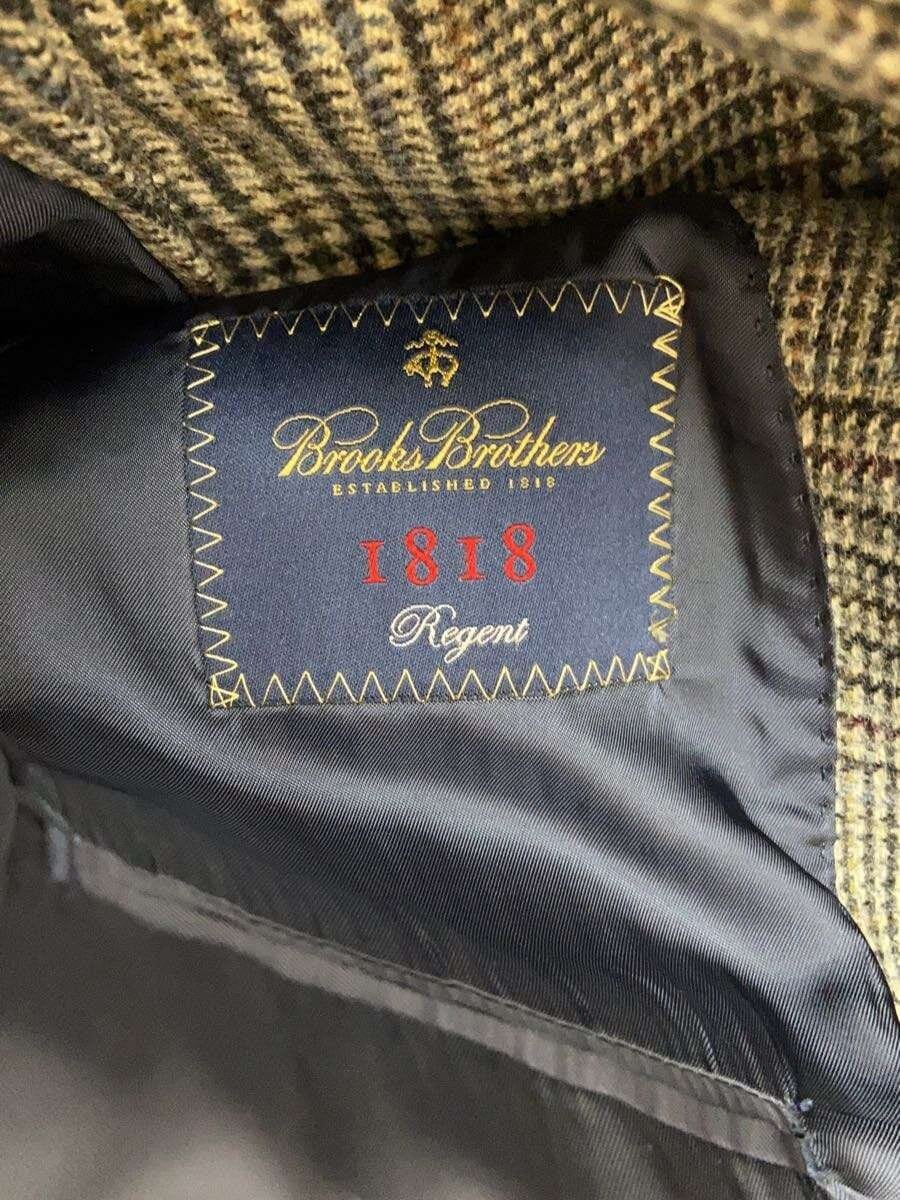 Brooks Brothers
ESTABLISHED 1818
1818
Regent